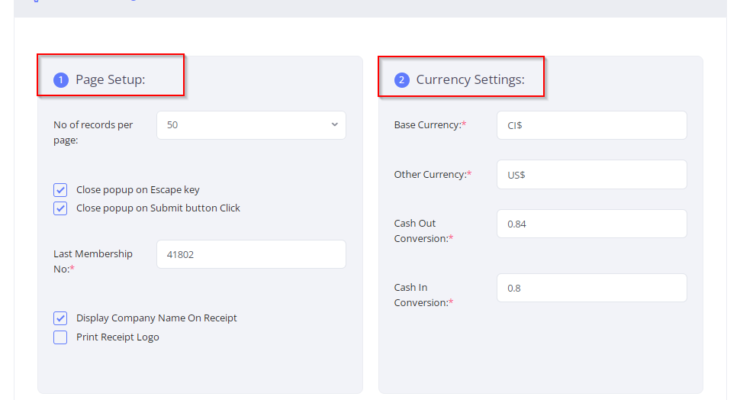 1 Page Setup:
No of records per
page:
50
Close popup on Escape key
Close popup on Submit button Click
Last Membership
No:*
41802
Display Company Name On Receipt
Print Receipt Logo
2 Currency Settings:
Base Currency:*
CI$
Other Currency:*
US$
Cash Out
Conversion:*
0.84
Cash In
Conversion:*
0.8